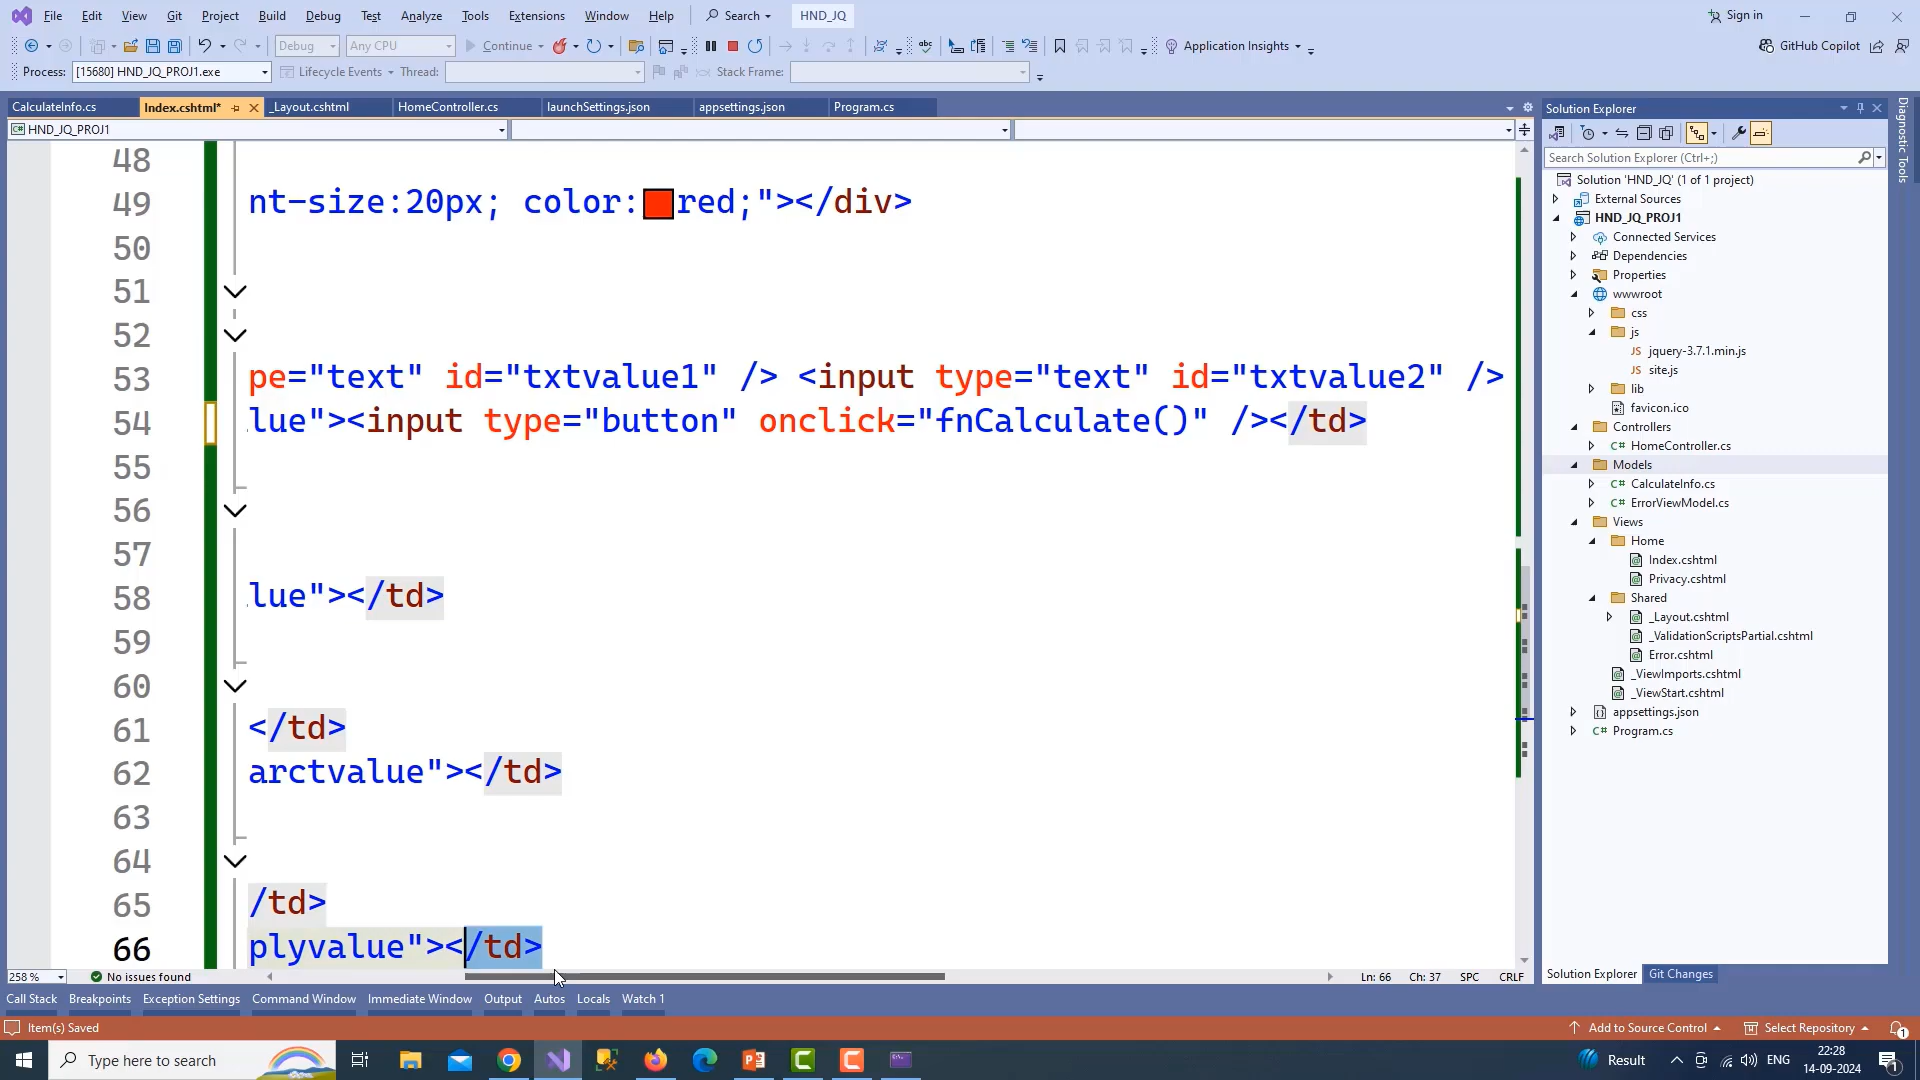 File Edit View Git Project Build Debug Test Analyze Tools Extensions Window Help Search HND_JQ Sign in
Debug Any CPU Continue Application Insights GitHub Copilot
Process: [15680] HND_JQ_PROJ1.exe Lifecycle Events Thread: Stack Frame:
CalculateInfo.cs Index.cshtml* _Layout.cshtml HomeController.cs launchSettings.json appsettings.json Program.cs
HND_JQ_PROJ1
48
49 nt-size:20px; color:red;"></div>
50
51
52
53 pe="text" id="txtvalue1" /> <input type="text" id="txtvalue2" />
54 lue"><input type="button" onclick="fnCalculate()" /></td>
55
56
57
58 lue"></td>
59
60
61 </td>
62 arctvalue"></td>
63
64
65 /td>
66 plyvalue"></td>
258 % No issues found Ln: 66 Ch: 37 SPC CRLF
Solution Explorer
Search Solution Explorer (Ctrl+;)
Solution 'HND_JQ' (1 of 1 project)
External Sources
HND_JQ_PROJ1
Connected Services
Dependencies
Properties
wwwroot
css
js
jquery-3.7.1.min.js
site.js
lib
favicon.ico
Controllers
HomeController.cs
Models
CalculateInfo.cs
ErrorViewModel.cs
Views
Home
Index.cshtml
Privacy.cshtml
Shared
_Layout.cshtml
_ValidationScriptsPartial.cshtml
Error.cshtml
_ViewImports.cshtml
_ViewStart.cshtml
appsettings.json
Program.cs
Solution Explorer Git Changes
Diagnostic Tools
Call Stack Breakpoints Exception Settings Command Window Immediate Window Output Autos Locals Watch 1
Item(s) Saved Add to Source Control Select Repository
Type here to search Result ENG 22:28
14-09-2024